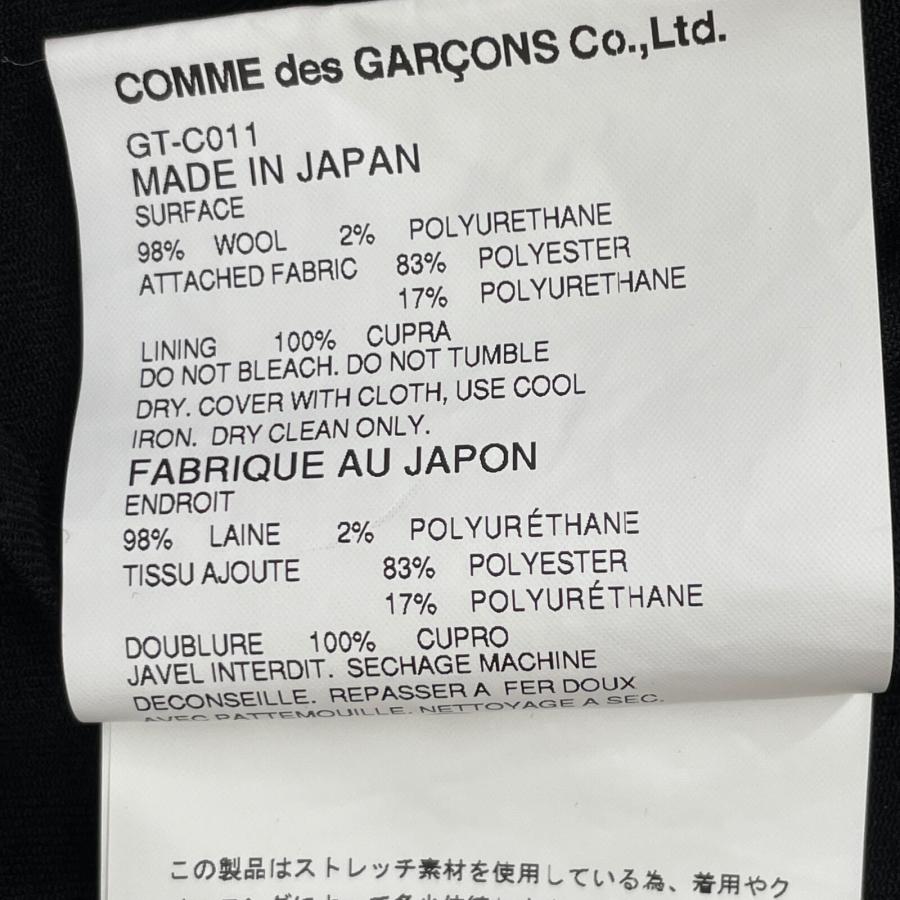 COMME des GARÇONS Co.,Ltd.
GT-C011
MADE IN JAPAN
SURFACE
98% WOOL 2% POLYURETHANE
ATTACHED FABRIC 83% POLYESTER
17% POLYURETHANE
LINING 100% CUPRA
DO NOT BLEACH. DO NOT TUMBLE
DRY. COVER WITH CLOTH, USE COOL
IRON. DRY CLEAN ONLY.
FABRIQUE AU JAPON
ENDROIT
98% LAINE 2% POLYURÉTHANE
TISSU AJOUTE 83% POLYESTER
17% POLYURÉTHANE
DOUBLURE 100% CUPRO
JAVEL INTERDIT. SECHAGE MACHINE
DECONSEILLE. REPASSER A FER DOUX
AVEC PATTEMOUILLE. NETTOYAGE A SEC.
この製品はストレッチ素材を使用している為、着用やク